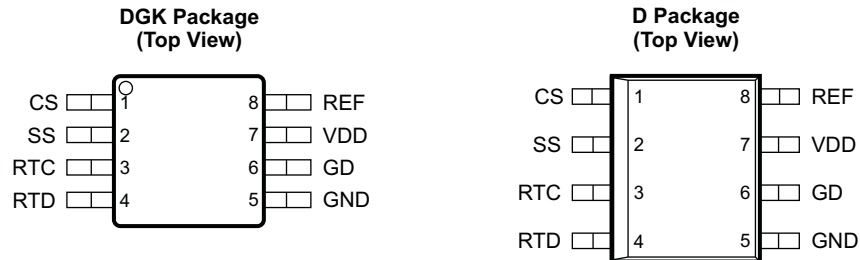 DGK Package
(Top View)
CS 1 8 REF
SS 2 7 VDD
RTC 3 6 GD
RTD 4 5 GND
D Package
(Top View)
CS 1 8 REF
SS 2 7 VDD
RTC 3 6 GD
RTD 4 5 GND